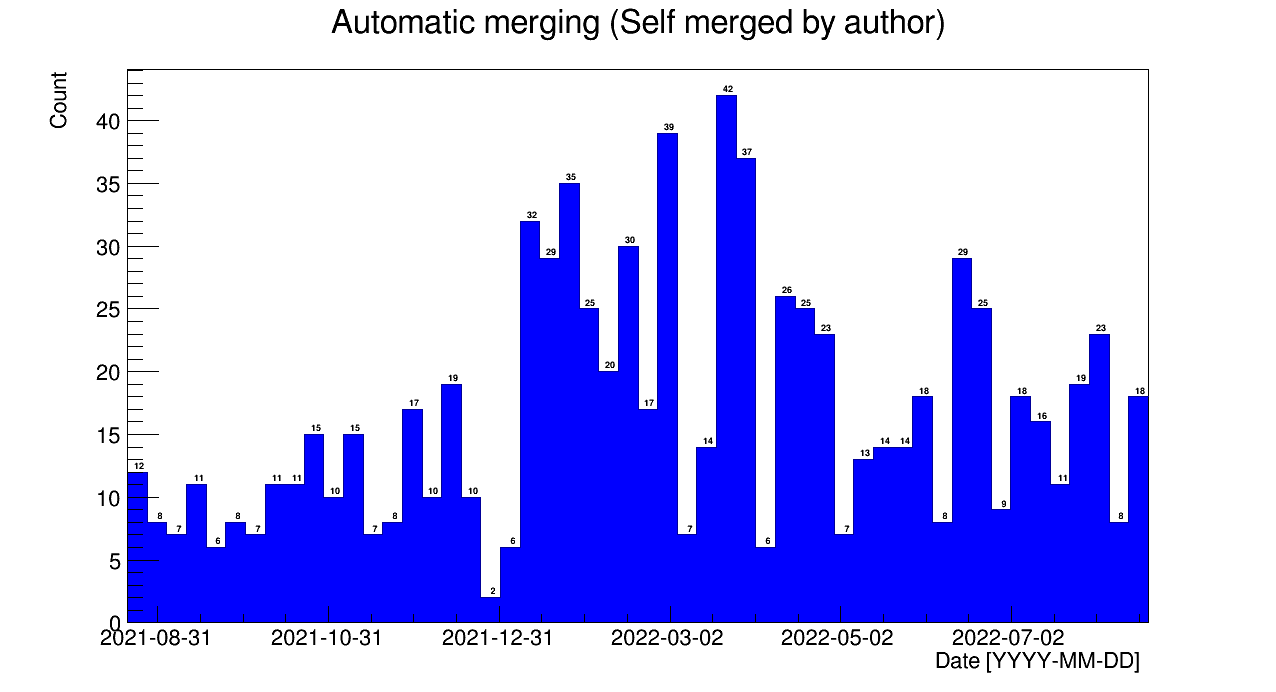 Automatic merging (Self merged by author)
Count
40
35
30
25
20
15
10
5
0
12 8 7 11 6 8 7 11 11 15 10 15 7 8 17 10 19 10 2 6 32 29 35 25 20 30 17 39 7 14 42 37 6 26 25 23 7 13 14 14 18 8 29 25 9 18 16 11 19 23 8 18
2021-08-31 2021-10-31 2021-12-31 2022-03-02 2022-05-02 2022-07-02
Date [YYYY-MM-DD]